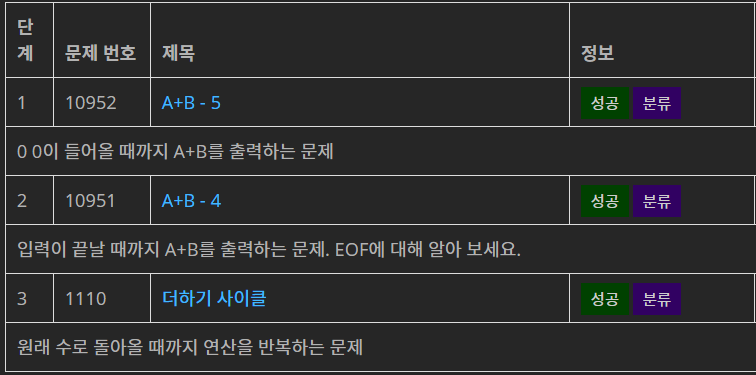 단계 문제 번호 제목 정보
1 10952 A+B - 5 성공 분류
0 0이 들어올 때까지 A+B를 출력하는 문제
2 10951 A+B - 4 성공 분류
입력이 끝날 때까지 A+B를 출력하는 문제. EOF에 대해 알아 보세요.
3 1110 더하기 사이클 성공 분류
원래 수로 돌아올 때까지 연산을 반복하는 문제